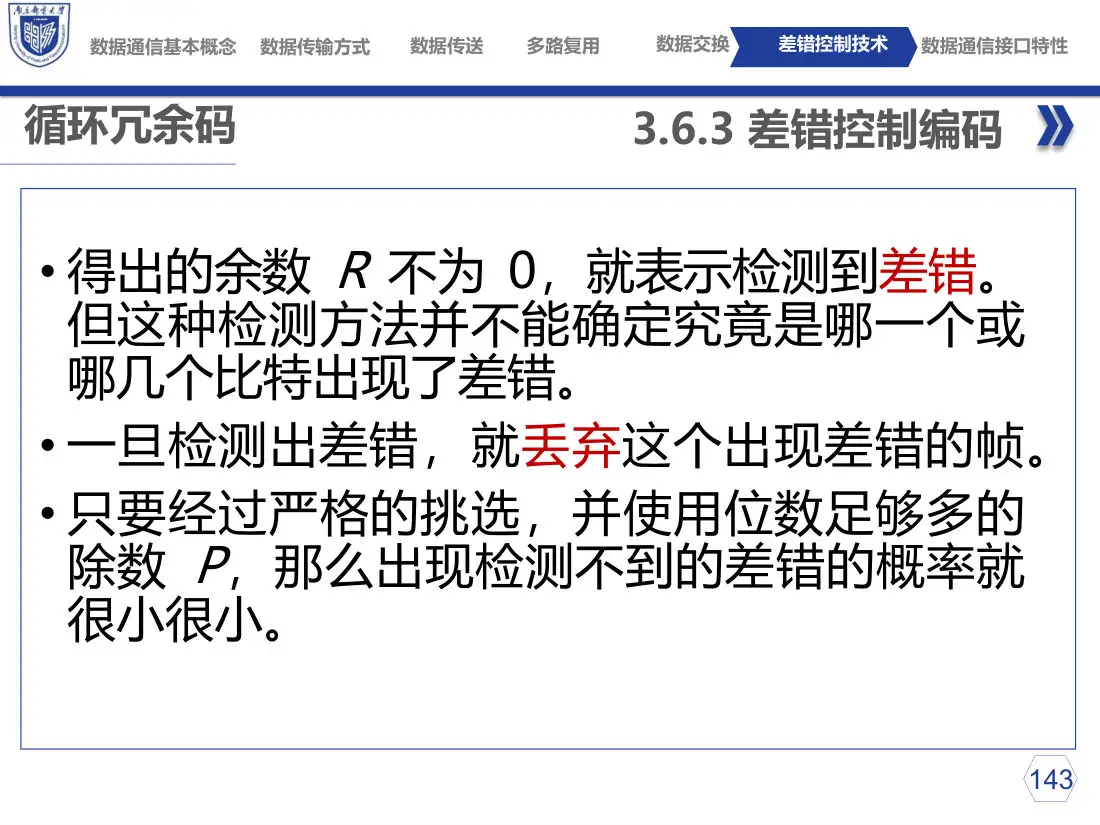 南京邮电大学
数据通信基本概念 数据传输方式 数据传送 多路复用 数据交换 差错控制技术 数据通信接口特性
循环冗余码
3.6.3 差错控制编码
• 得出的余数 R 不为 0，就表示检测到差错。
但这种检测方法并不能确定究竟是哪一个或
哪几个比特出现了差错。
• 一旦检测出差错，就丢弃这个出现差错的帧。
• 只要经过严格的挑选，并使用位数足够多的
除数 P，那么出现检测不到的差错的概率就
很小很小。
143